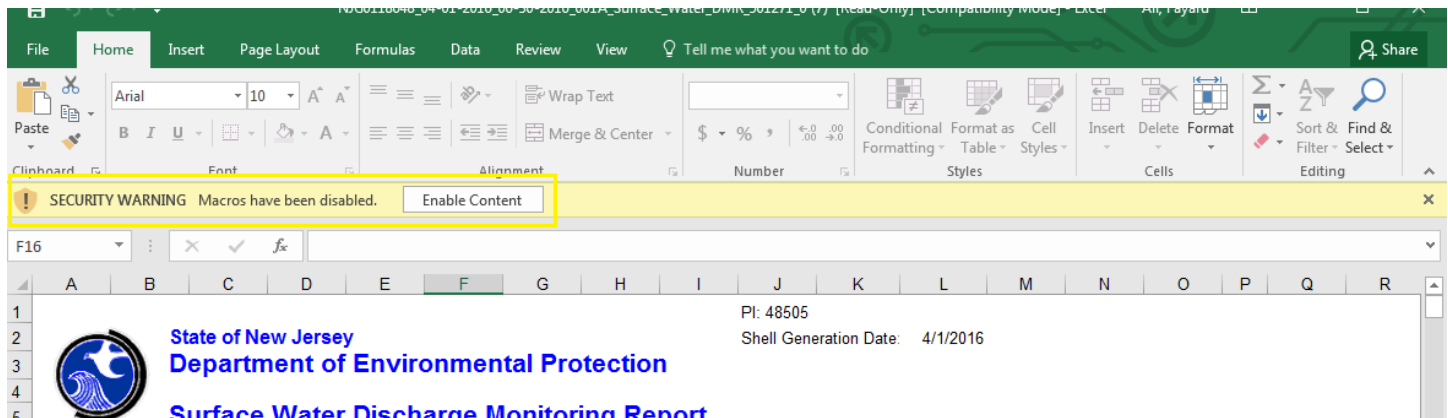 [Read-Only] [Compatibility Mode] - Excel
File Home Insert Page Layout Formulas Data Review View Tell me what you want to do Share
Arial 10 A A Wrap Text
Paste B I U A Merge & Center $ % , .0 .00 .00 .0 Conditional Formatting Format as Table Cell Styles Insert Delete Format Sort & Filter Find & Select
Clipboard Font Alignment Number Styles Cells Editing
! SECURITY WARNING Macros have been disabled. Enable Content
F16 fx
A B C D E F G H I J K L M N O P Q R
1 PI: 48505
2 State of New Jersey Shell Generation Date: 4/1/2016
3 Department of Environmental Protection
4
5 Surface Water Discharge Monitoring Report